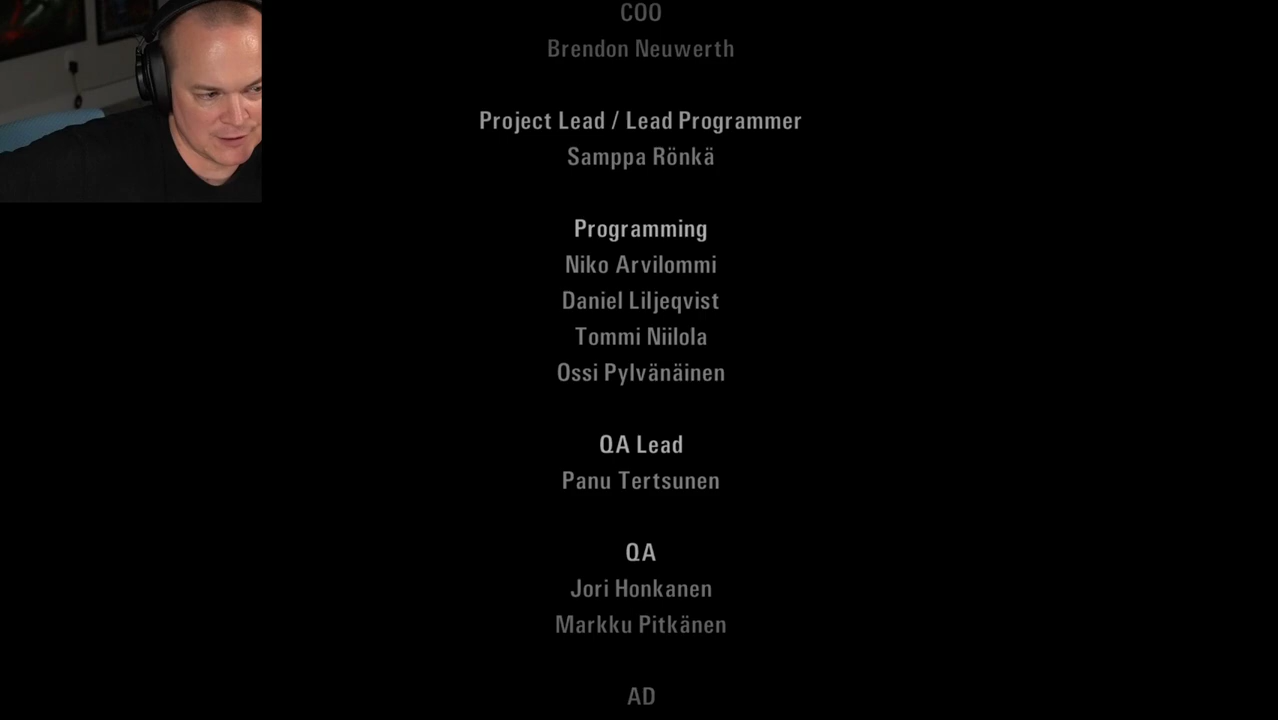 COO
Brendon Neuwerth
Project Lead / Lead Programmer
Samppa Rönkä
Programming
Niko Arvilommi
Daniel Liljeqvist
Tommi Niilola
Ossi Pylvänäinen
QA Lead
Panu Tertsunen
QA
Jori Honkanen
Markku Pitkänen
AD